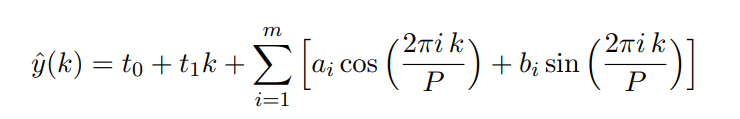 ŷ(k) = t₀ + t₁k + ∑_{i=1}^{m} [aᵢ cos (2πi k / P) + bᵢ sin (2πi k / P)]